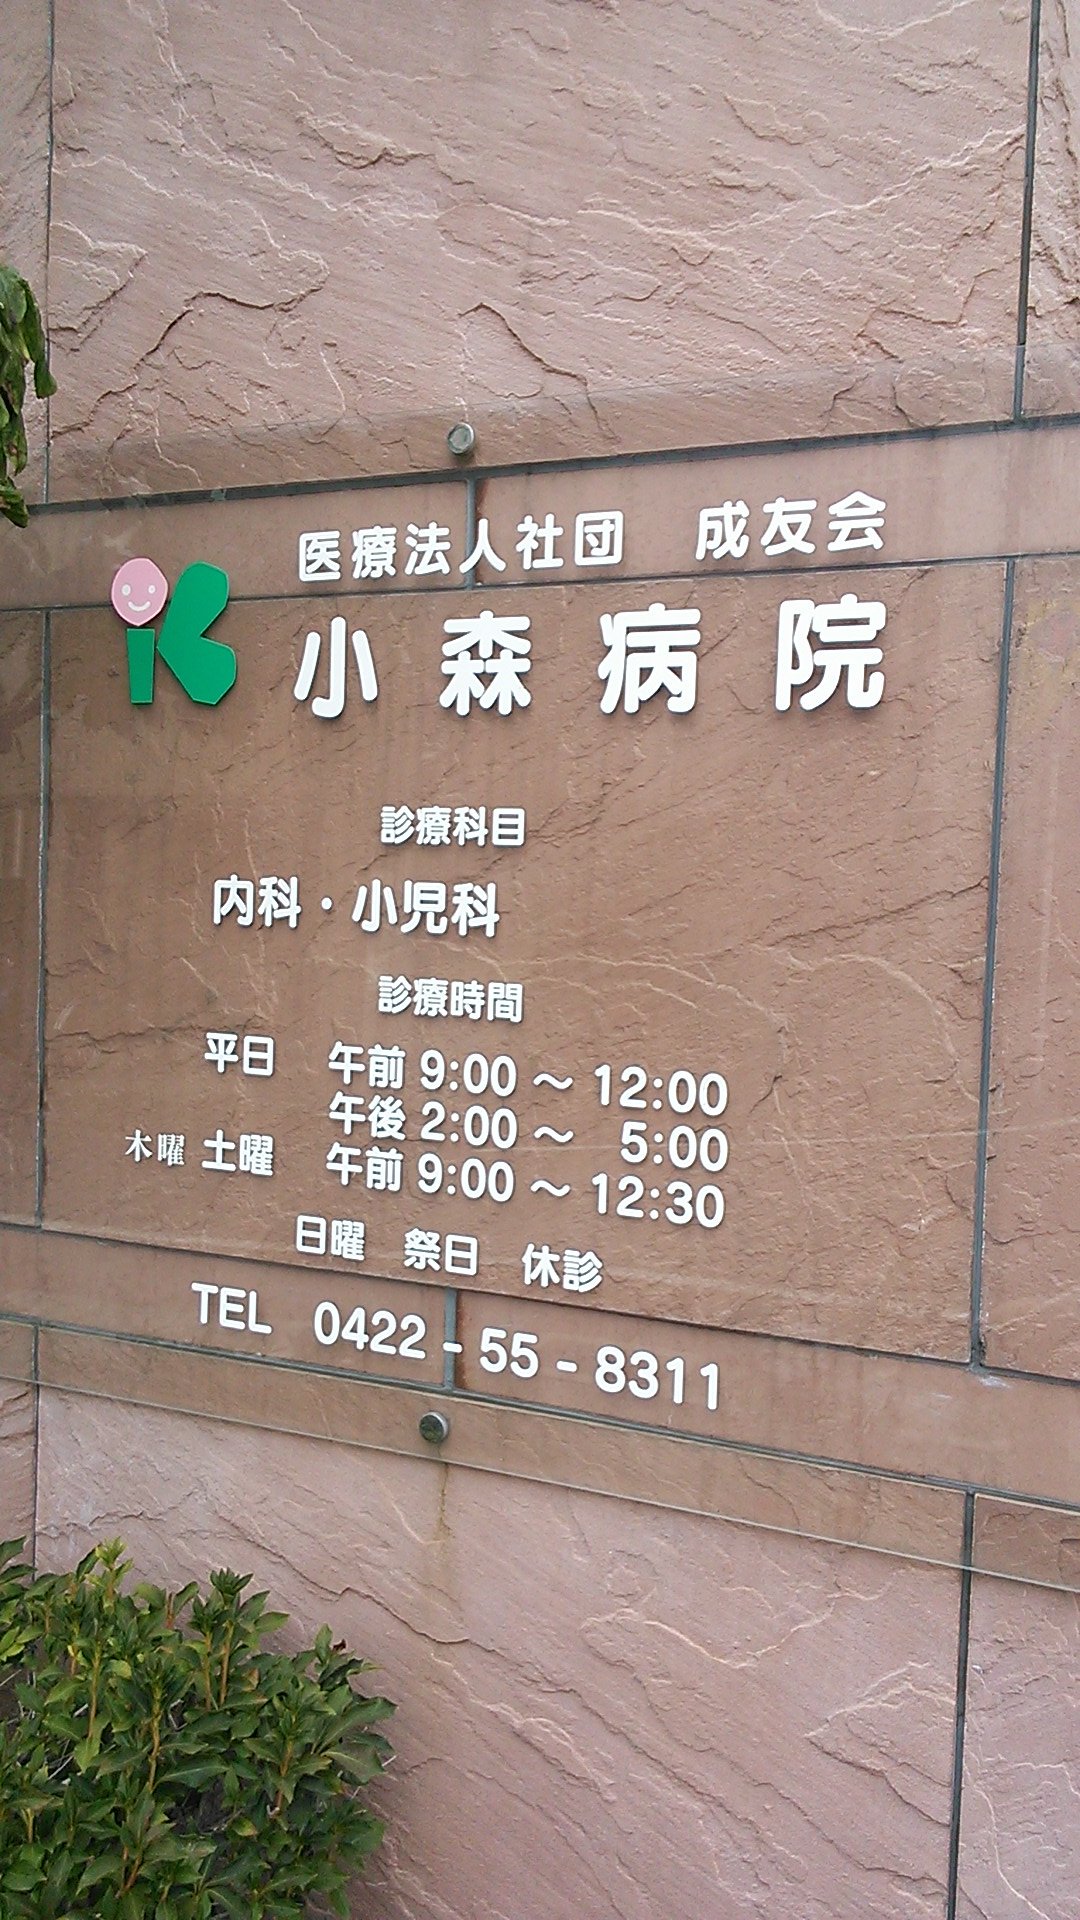 医療法人社団 成友会
小森病院
診療科目
内科・小児科
診療時間
平日 午前 9:00 〜 12:00
午後 2:00 〜 5:00
木曜 土曜 午前 9:00 〜 12:30
日曜 祭日 休診
TEL 0422-55-8311